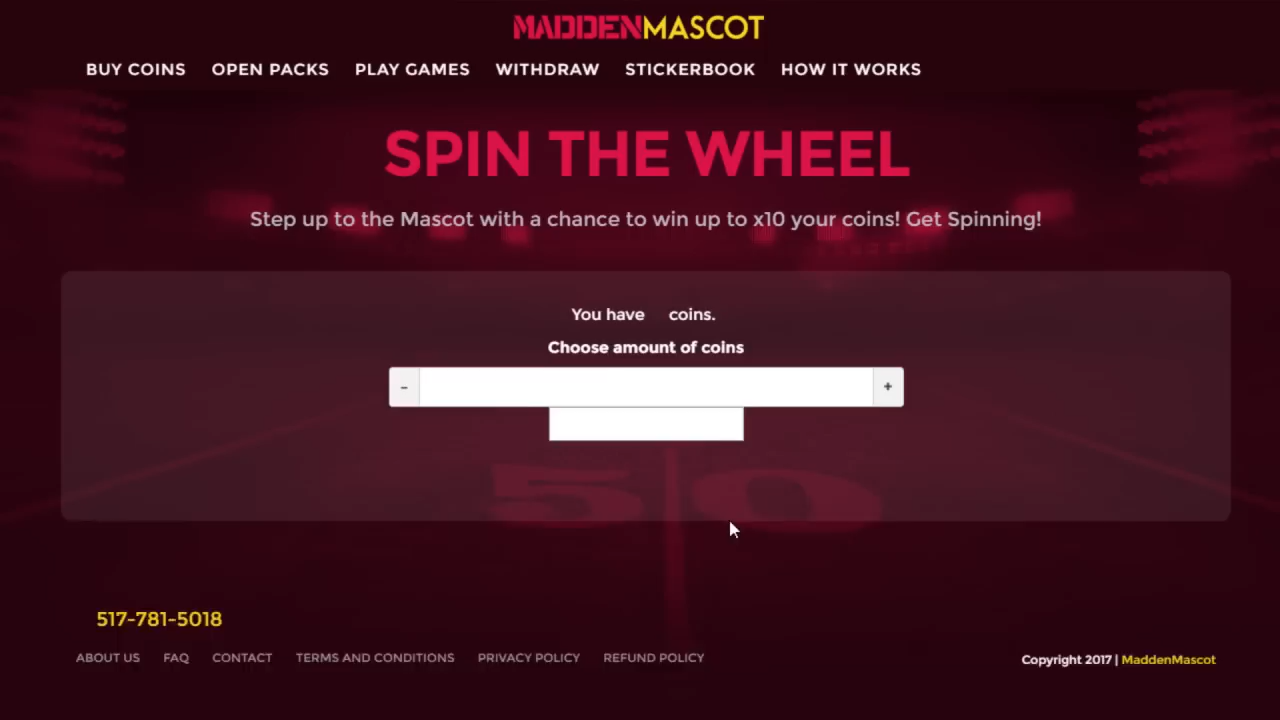 MADDENMASCOT
BUY COINS OPEN PACKS PLAY GAMES WITHDRAW STICKERBOOK HOW IT WORKS
SPIN THE WHEEL
Step up to the Mascot with a chance to win up to x10 your coins! Get Spinning!
You have coins.
Choose amount of coins
- +
50
517-781-5018
ABOUT US FAQ CONTACT TERMS AND CONDITIONS PRIVACY POLICY REFUND POLICY
Copyright 2017 | MaddenMascot